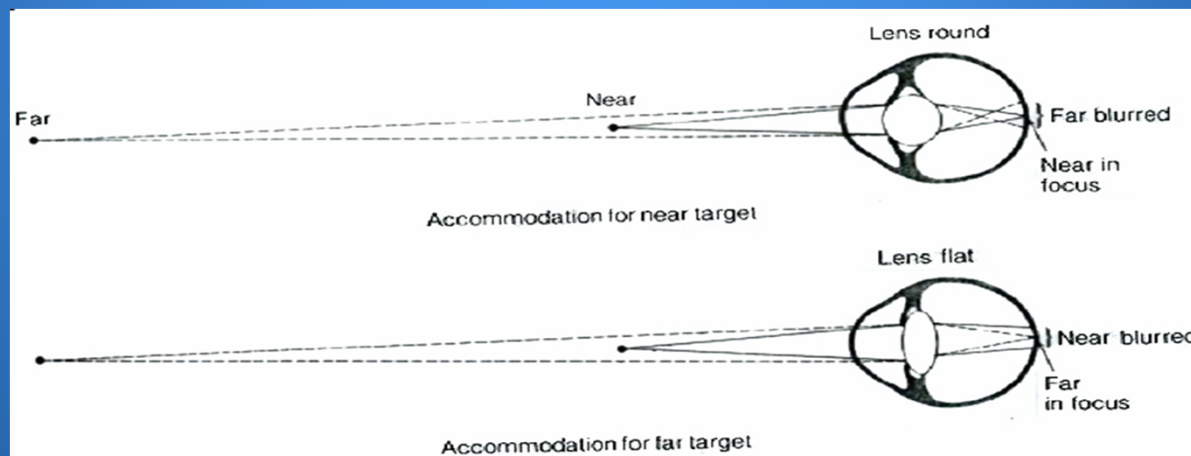 Lens round
Near
Far
Far blurred
Near in
focus
Accommodation for near target
Lens flat
Near blurred
Far
in focus
Accommodation for far target